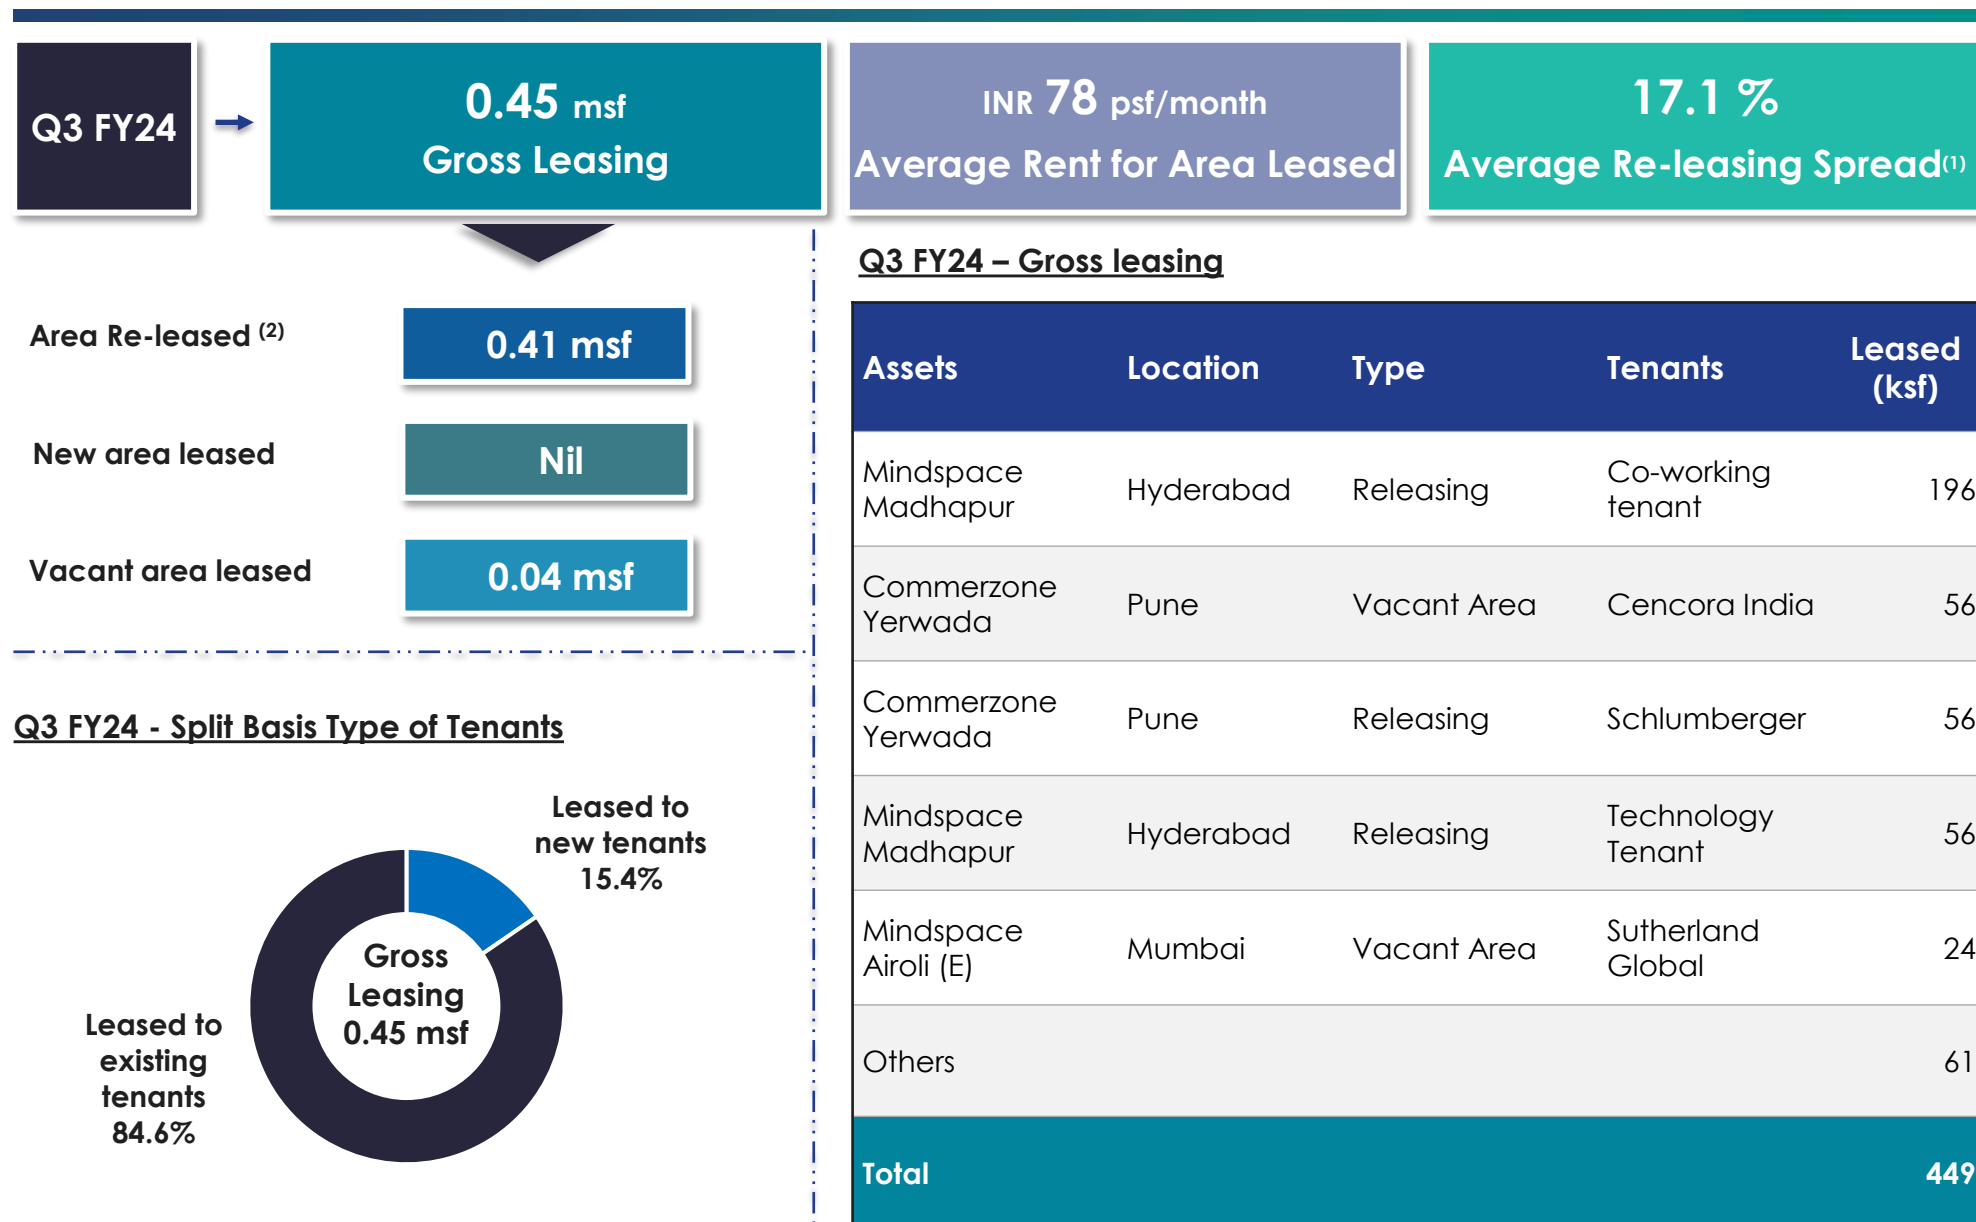 Q3 FY24
0.45 msf
Gross Leasing
INR 78 psf/month
Average Rent for Area Leased
17.1 %
Average Re-leasing Spread(1)
Area Re-leased (2)
0.41 msf
New area leased
Nil
Vacant area leased
0.04 msf
Q3 FY24 - Split Basis Type of Tenants
Leased to
new tenants
15.4%
Gross
Leasing
0.45 msf
Leased to
existing
tenants
84.6%
Q3 FY24 – Gross leasing
Assets Location Type Tenants Leased (ksf)
Mindspace Madhapur Hyderabad Releasing Co-working tenant 196
Commerzone Yerwada Pune Vacant Area Cencora India 56
Commerzone Yerwada Pune Releasing Schlumberger 56
Mindspace Madhapur Hyderabad Releasing Technology Tenant 56
Mindspace Airoli (E) Mumbai Vacant Area Sutherland Global 24
Others 61
Total 449